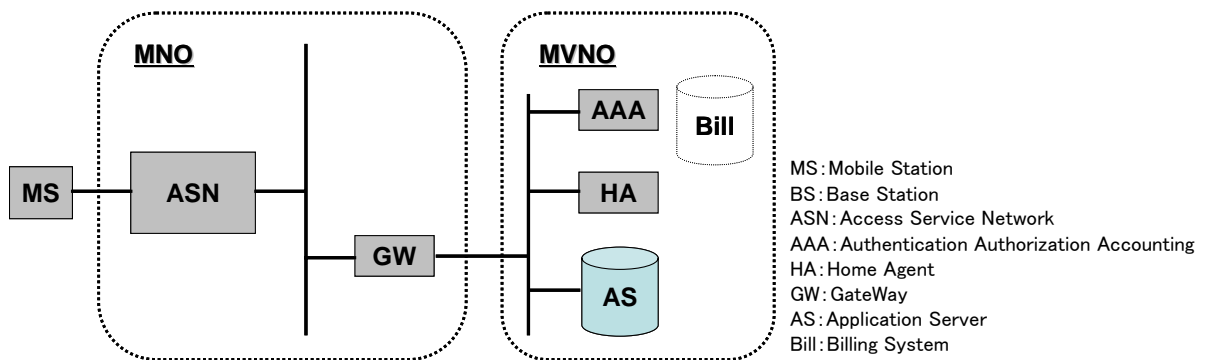 MNO
MVNO
AAA
Bill
MS
ASN
HA
GW
AS
MS:Mobile Station
BS:Base Station
ASN:Access Service Network
AAA:Authentication Authorization Accounting
HA:Home Agent
GW:GateWay
AS:Application Server
Bill:Billing System